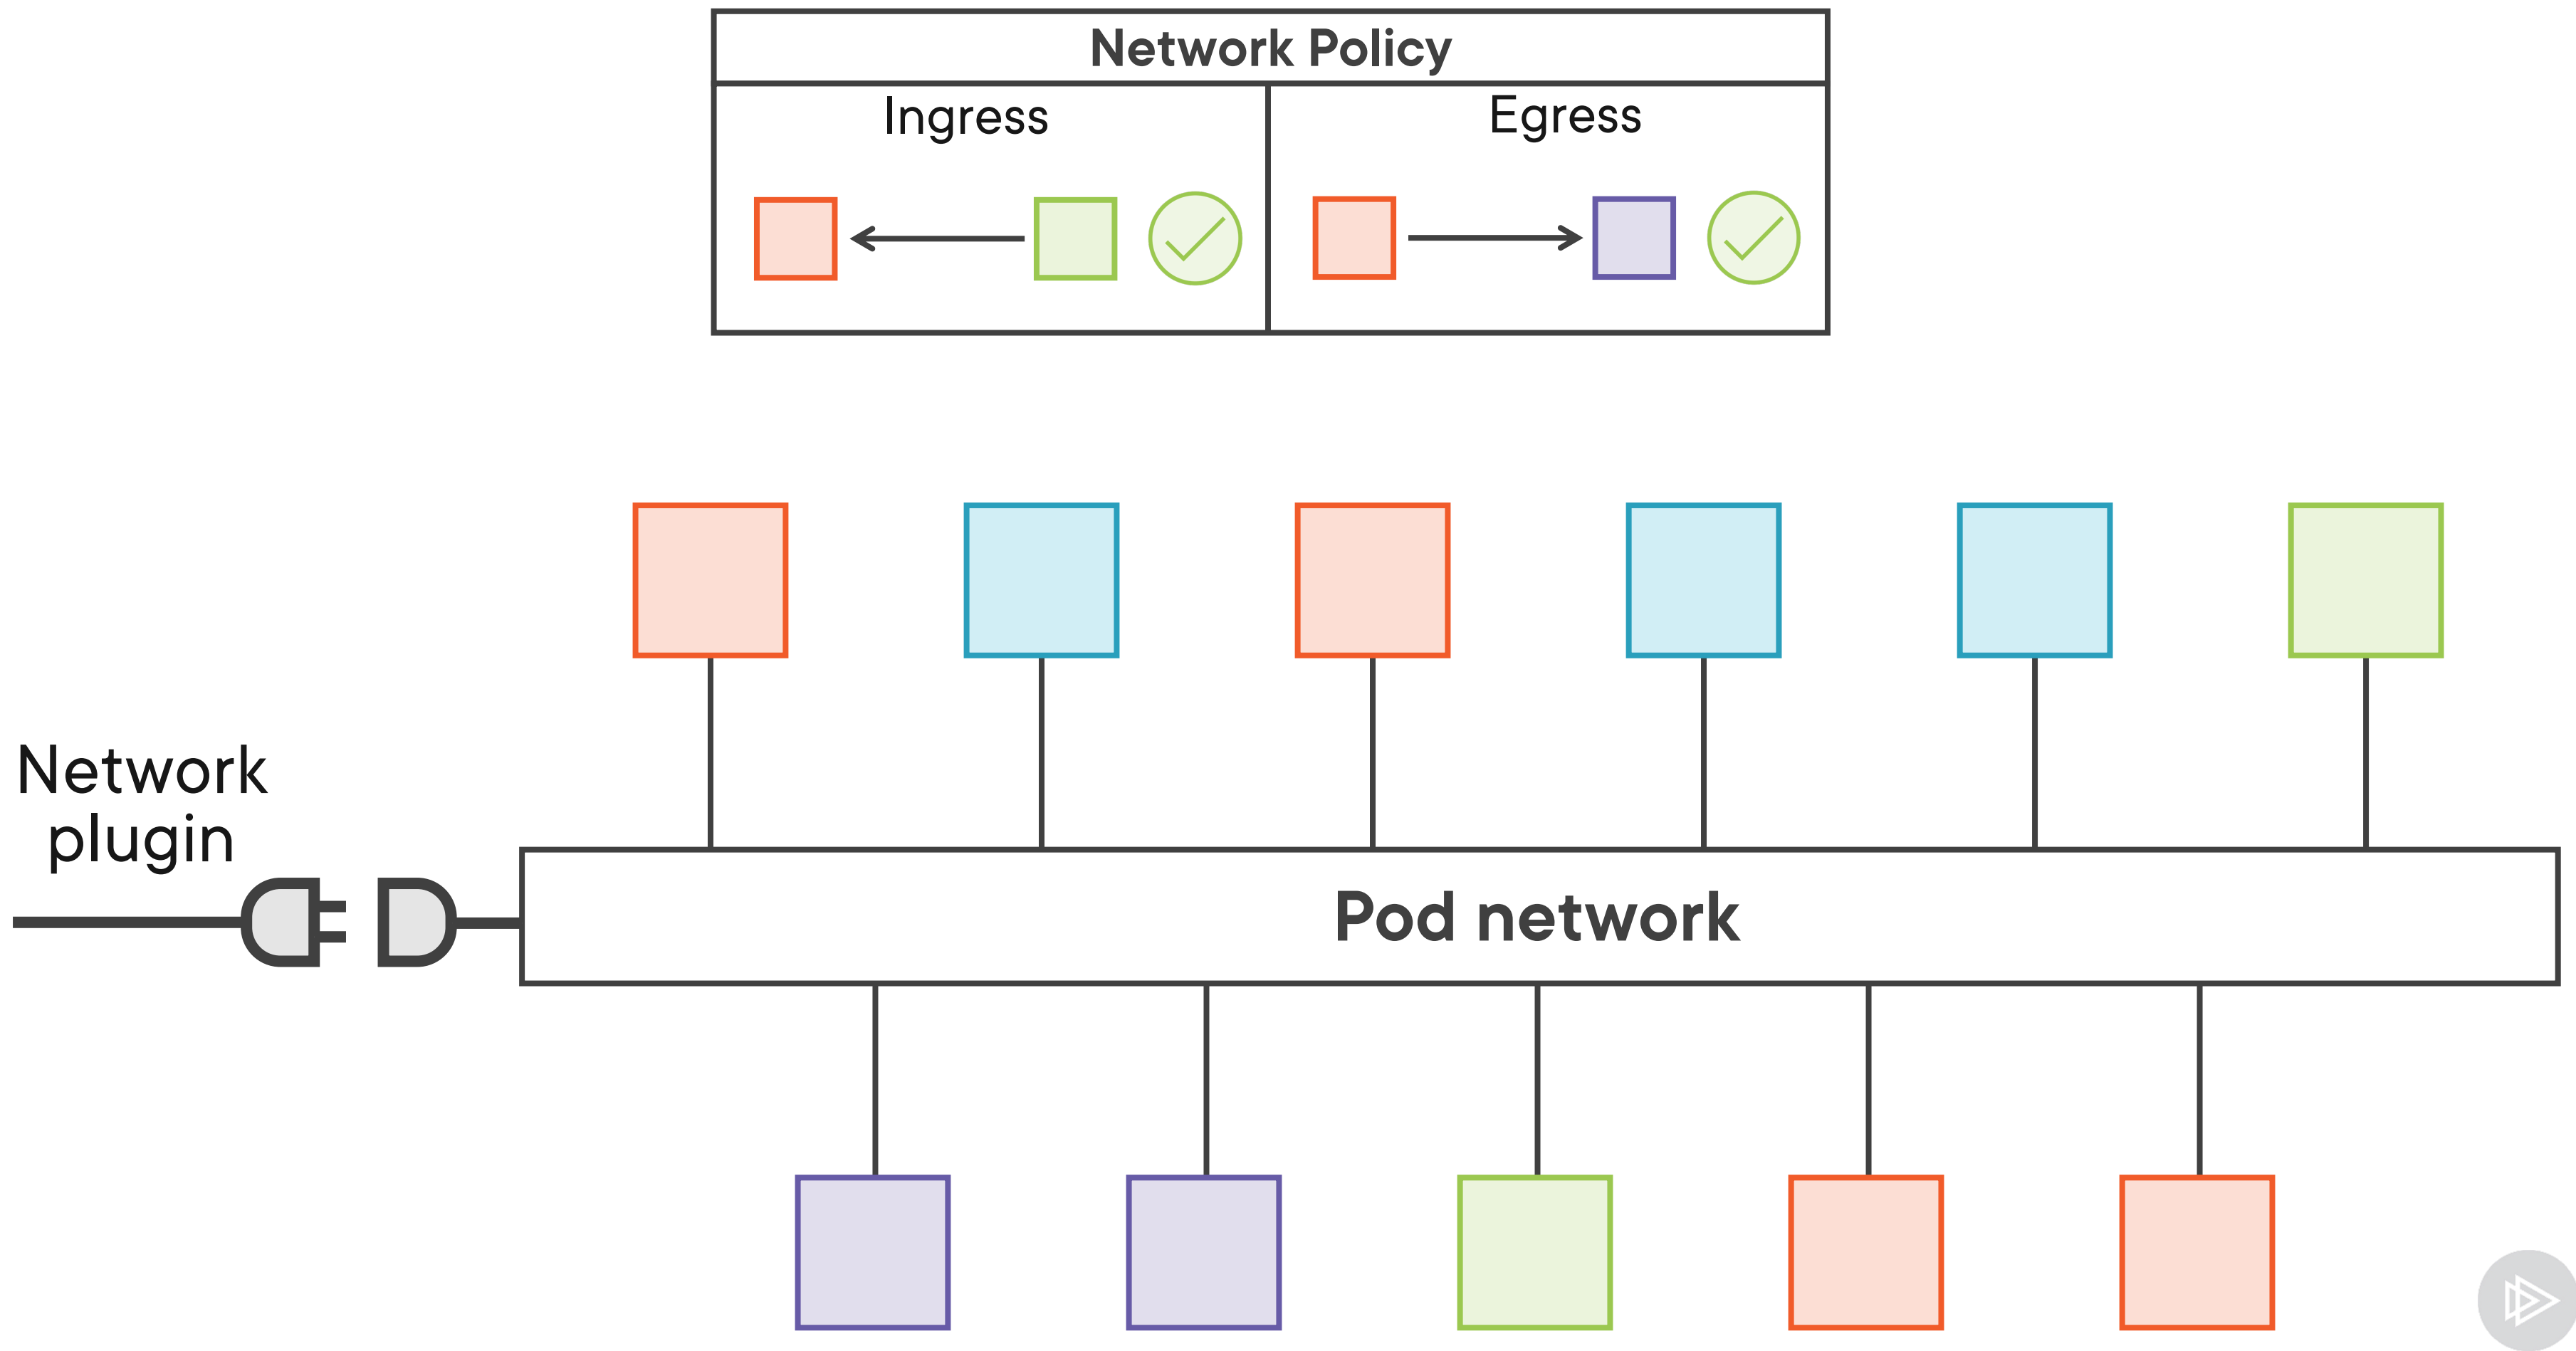 Network Policy
Ingress
Egress
Network
plugin
Pod network